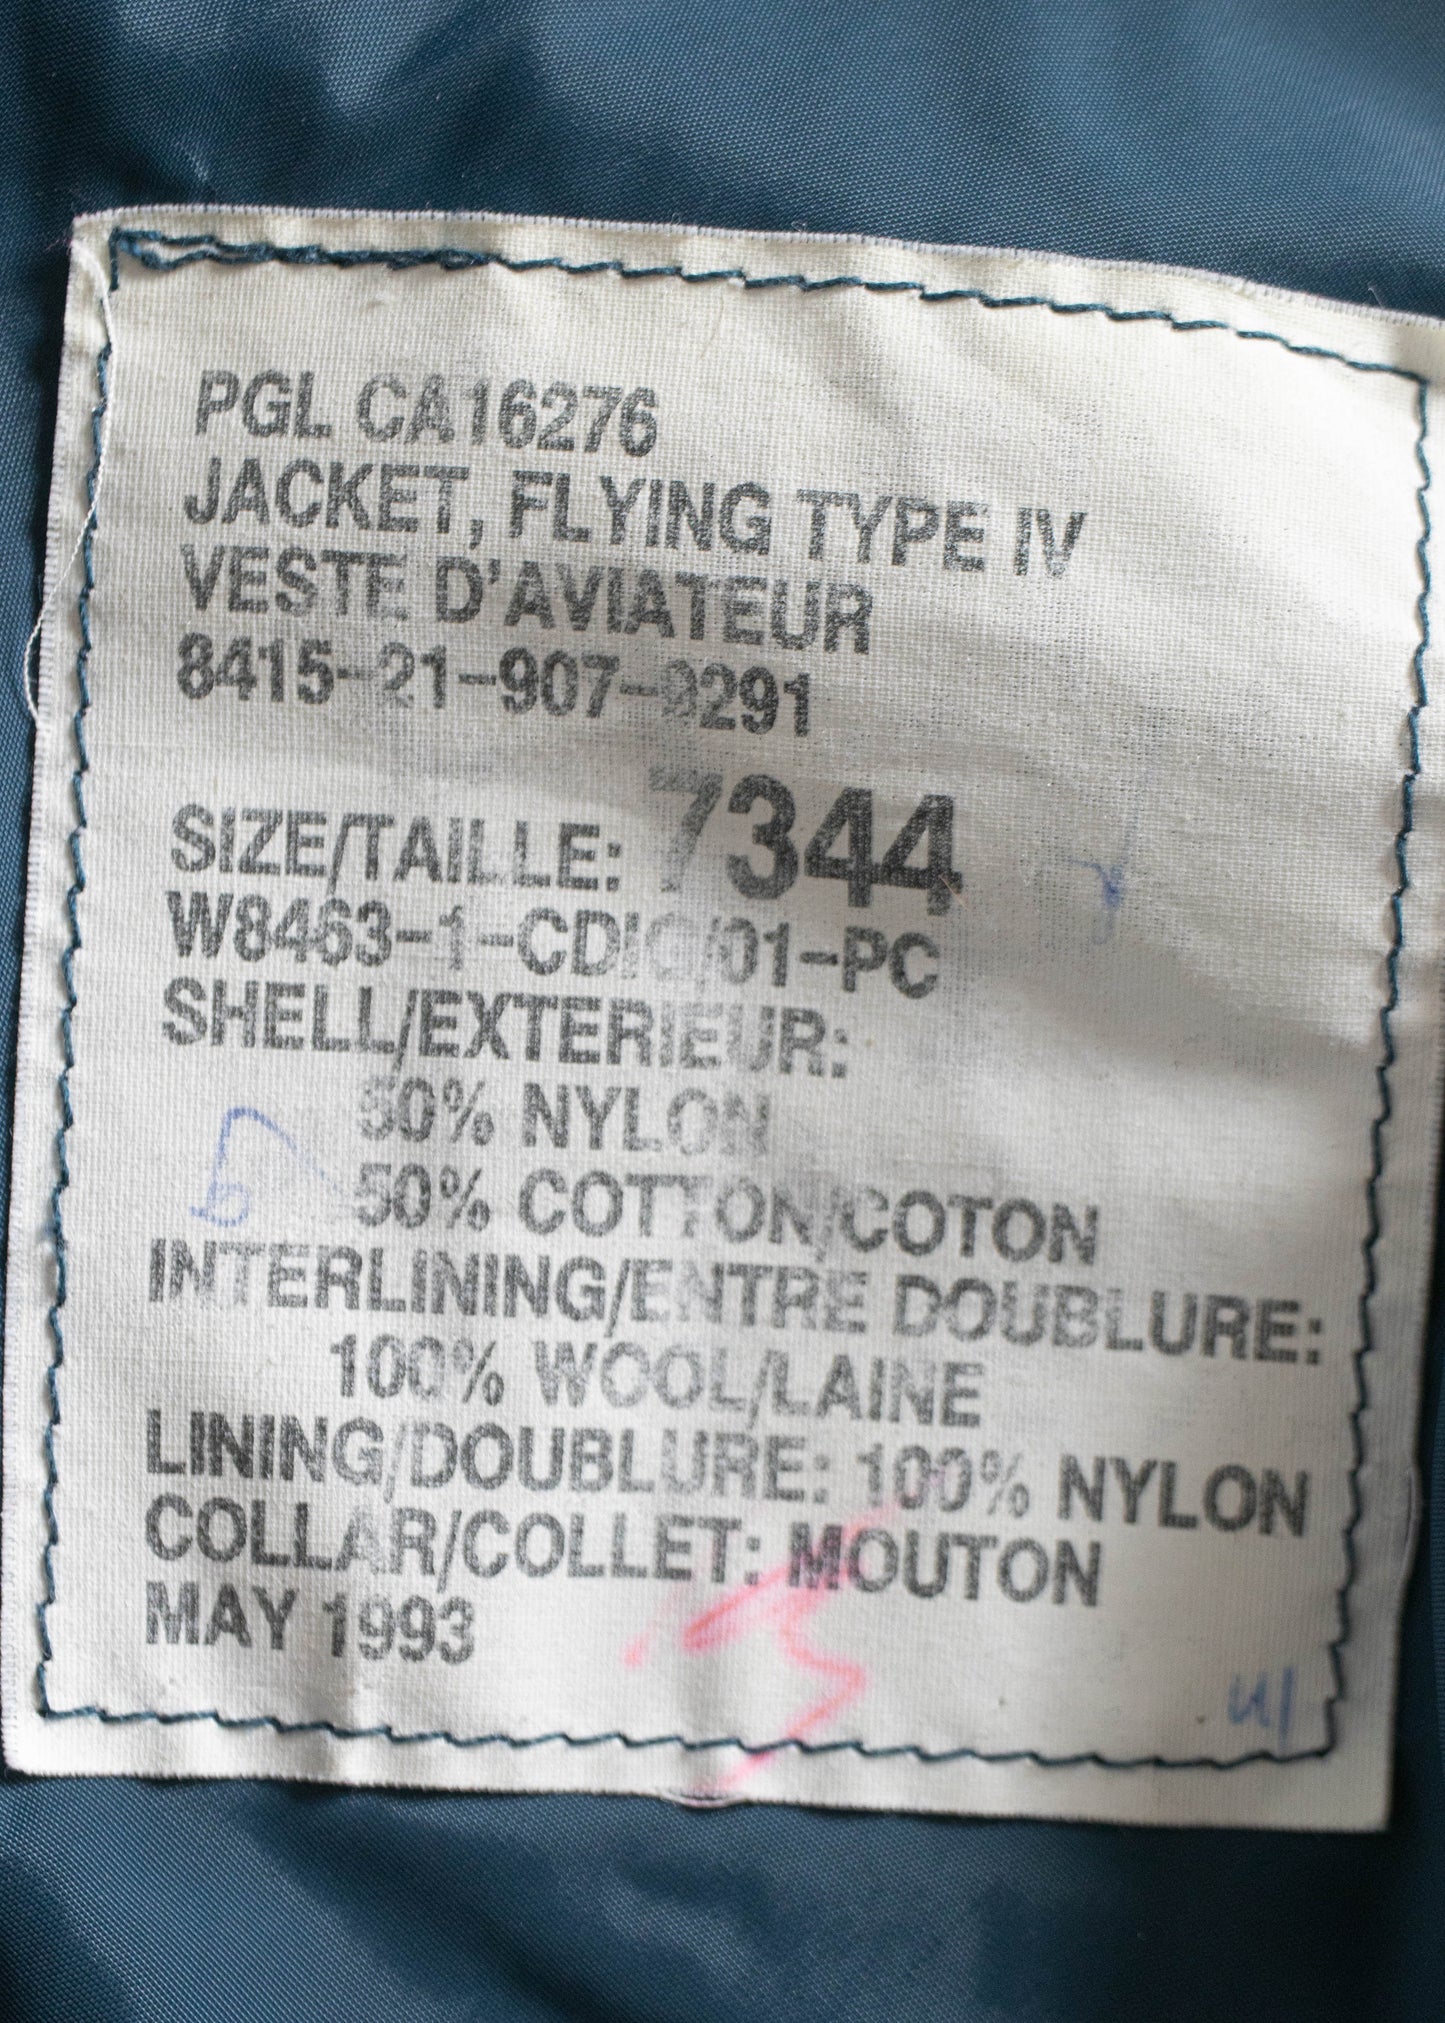 PGL CA16276
JACKET, FLYING TYPE IV
VESTE D'AVIATEUR
8415-21-907-9291
SIZE/TAILLE: 7344
W8463-1-CDIG/01-PC
SHELL/EXTERIEUR:
50% NYLON
50% COTTON/COTON
INTERLINING/ENTRE DOUBLURE:
100% WOOL/LAINE
LINING/DOUBLURE: 100% NYLON
COLLAR/COLLET: MOUTON
MAY 1993